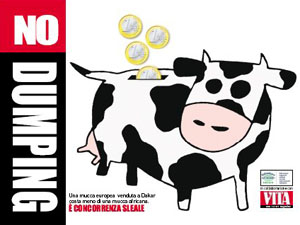 NO
DUMPING
Una mucca europea venduta a Dakar
costa meno di una mucca africana.
È CONCORRENZA SLEALE
VITA